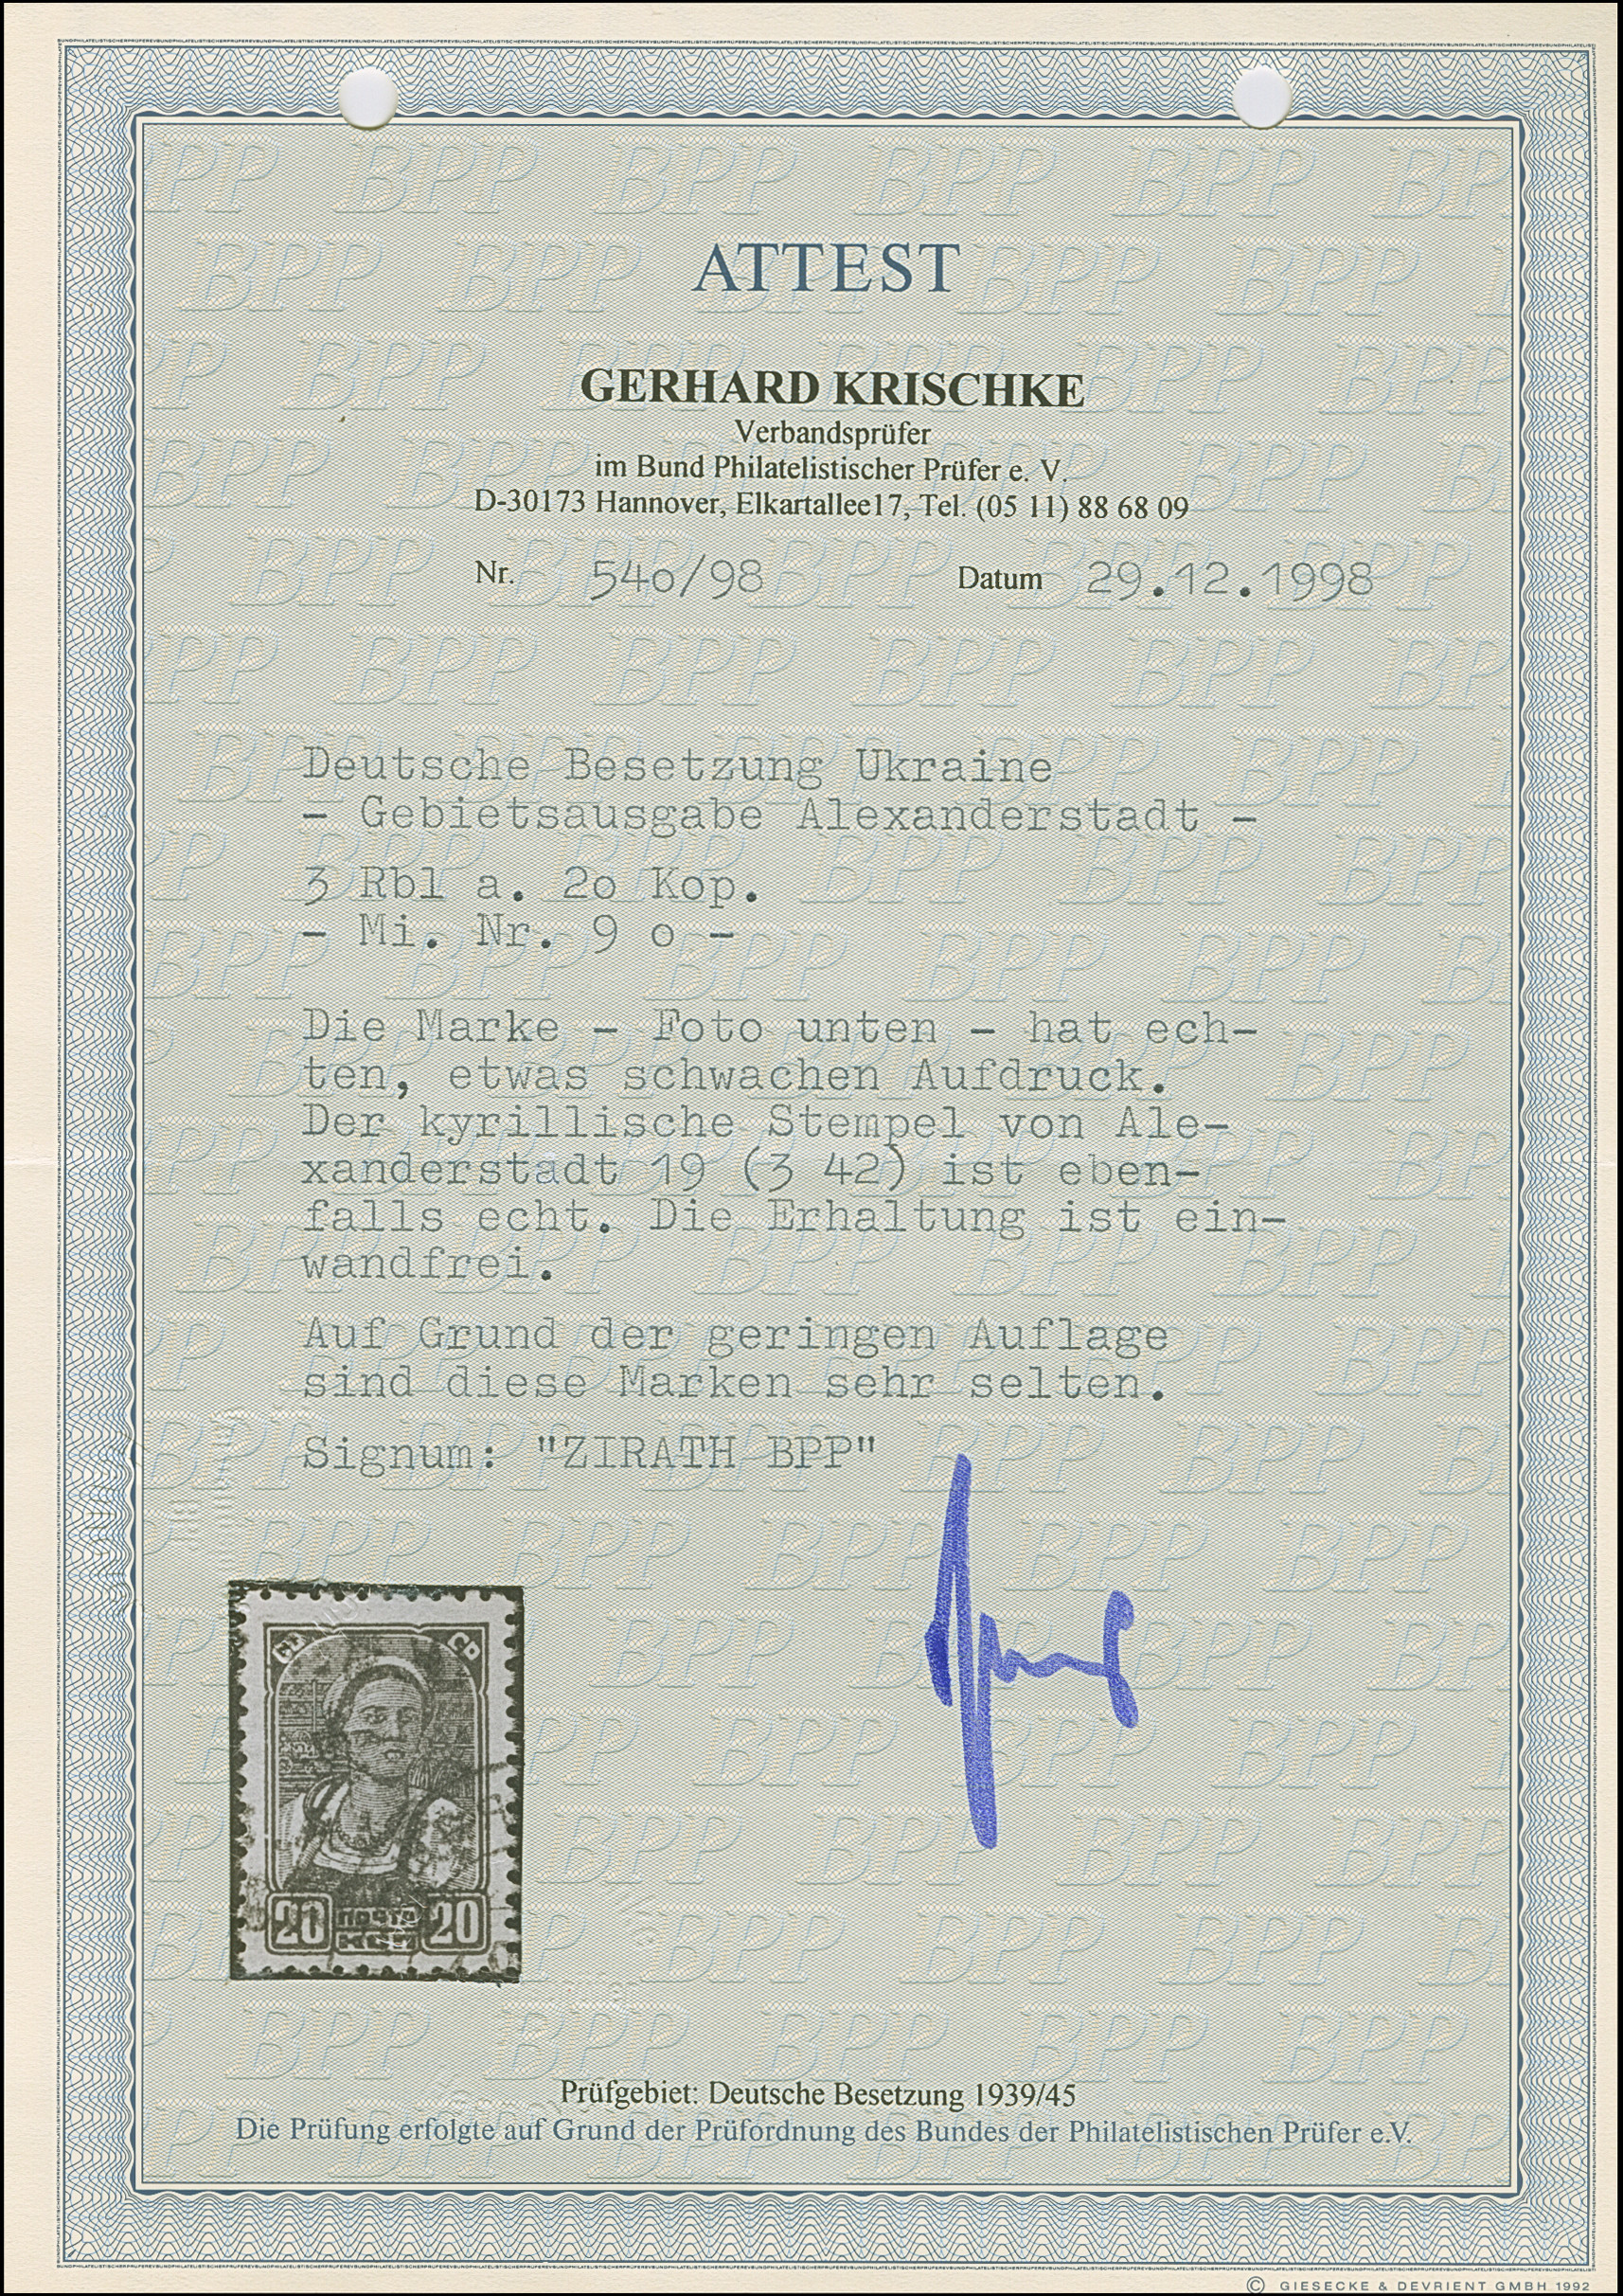 ATTEST
GERHARD KRISCHKE
Verbandsprüfer
im Bund Philatelistischer Prüfer e. V.
D-30173 Hannover, Elkartallee17, Tel. (05 11) 88 68 09
Nr. 54o/98 Datum 29.12.1998
Deutsche Besetzung Ukraine
- Gebietsausgabe Alexanderstadt -
3 Rbl a. 2o Kop.
- Mi. Nr. 9 o -
Die Marke - Foto unten - hat ech-
ten, etwas schwachen Aufdruck.
Der kyrillische Stempel von Ale-
xanderstadt 19 (3 42) ist eben-
falls echt. Die Erhaltung ist ein-
wandfrei.
Auf Grund der geringen Auflage
sind diese Marken sehr selten.
Signum: "ZIRATH BPP"
20 20
Prüfgebiet: Deutsche Besetzung 1939/45
Die Prüfung erfolgte auf Grund der Prüfordnung des Bundes der Philatelistischen Prüfer e.V.
© GIESECKE & DEVRIENT GMBH 1992